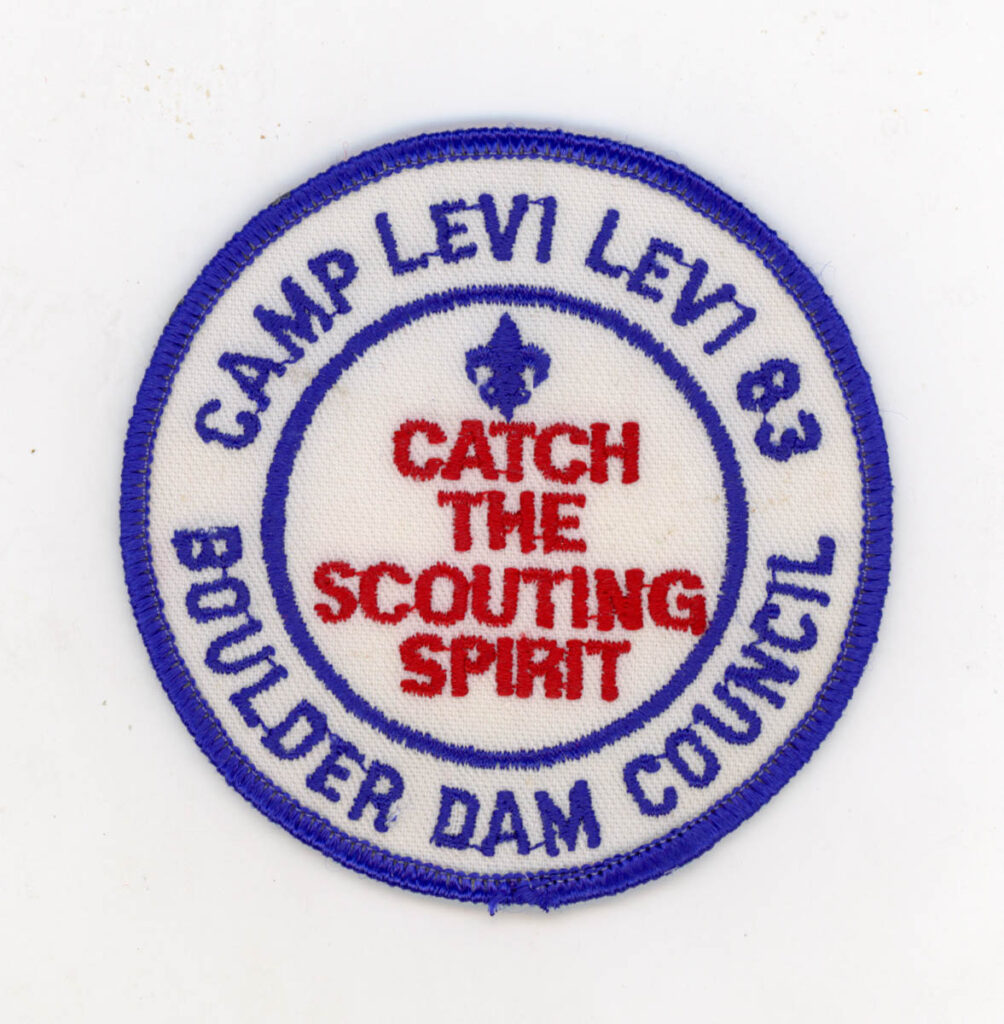 CAMP LEVI LEVI 83
CATCH
THE
SCOUTING
SPIRIT
BOULDER DAM COUNCIL